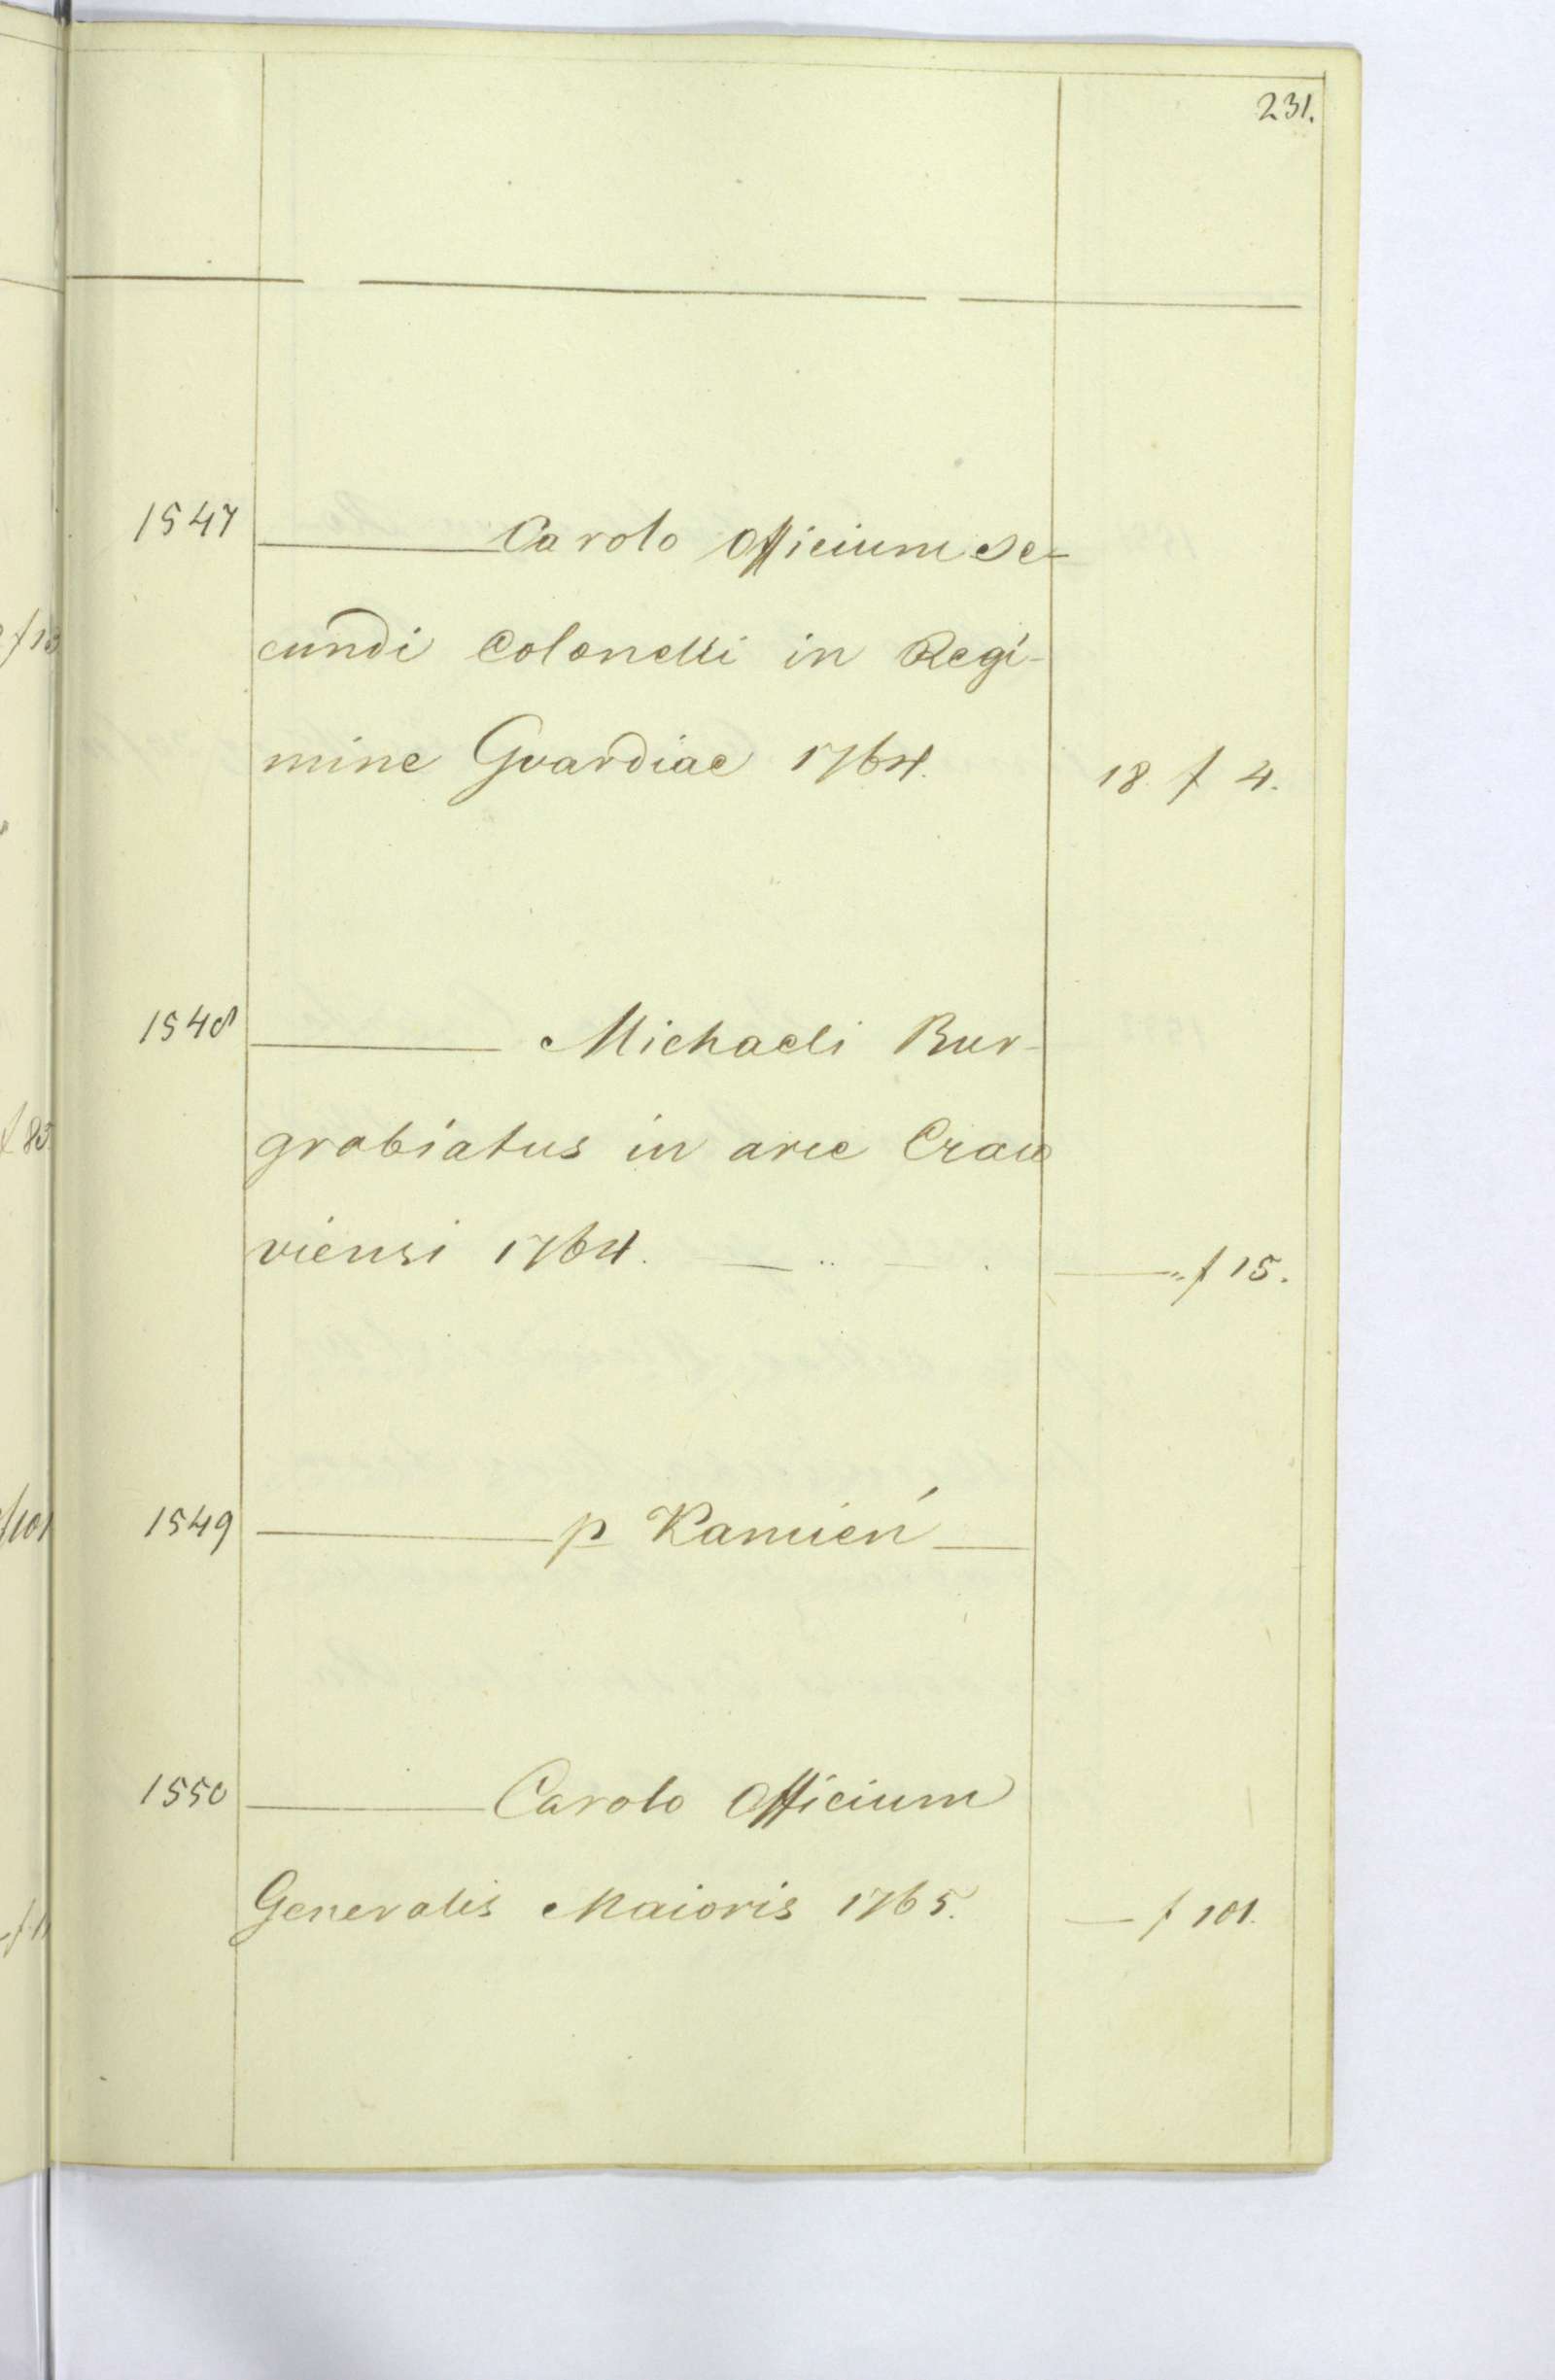 231.
1547 ——— Carolo Officium se-
cundi Colonelli in Regi-
mine Gvardiae 1764. 18 f 4.
1548 ——— Michaeli Bur-
grabiatus in arce Craco
viensi 1764. — „ — . ——„ f 15.
1549 ——— p Kamień —
1550 ——— Carolo Officium
Generalis Maioris 1765. — f 101.